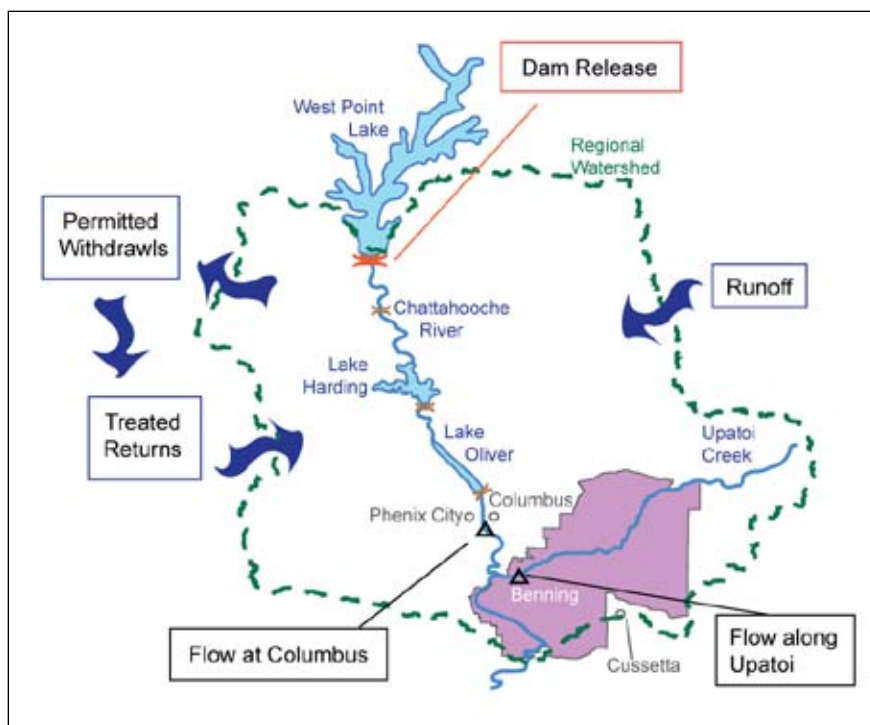 Dam Release
West Point
Lake
Regional
Watershed
Permitted
Withdrawls
Runoff
Chattahooche
River
Lake
Harding
Treated
Returns
Lake
Oliver
Upatoi
Creek
Columbus
Phenix City
Benning
Flow at Columbus
Flow along
Upatoi
Cussetta